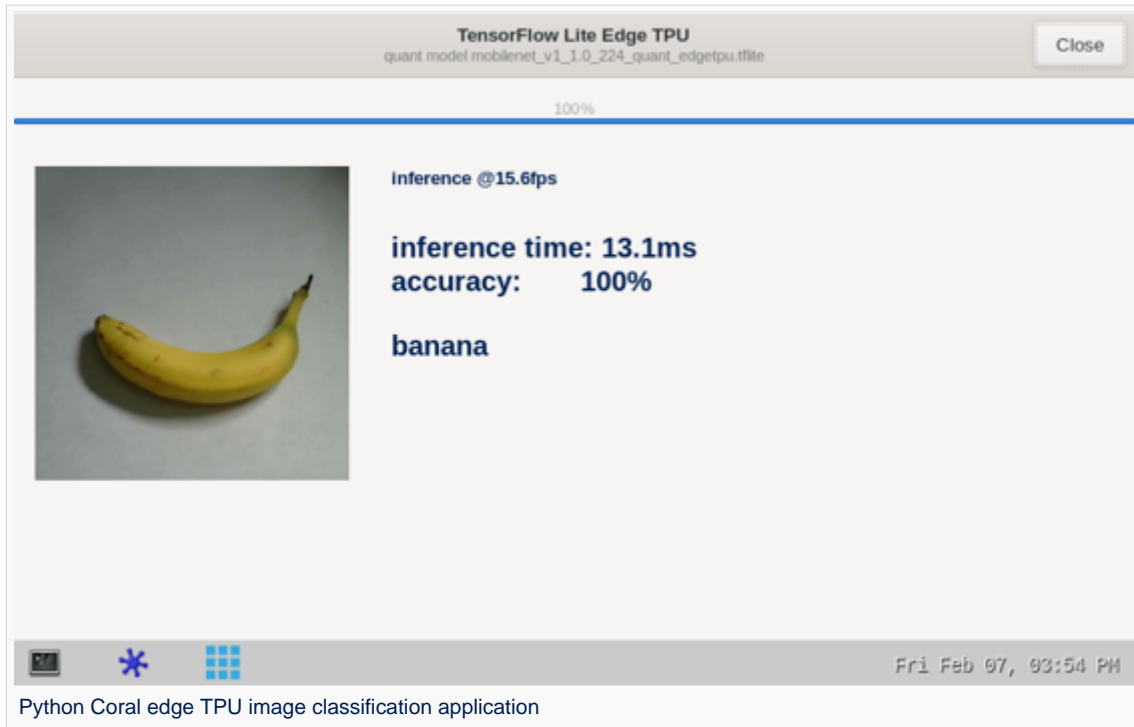 TensorFlow Lite Edge TPU
quant model mobilenet_v1_1.0_224_quant_edgetpu.tflite
Close
100%
inference @15.6fps
inference time: 13.1ms
accuracy: 100%
banana
Fri Feb 07, 03:54 PM
Python Coral edge TPU image classification application